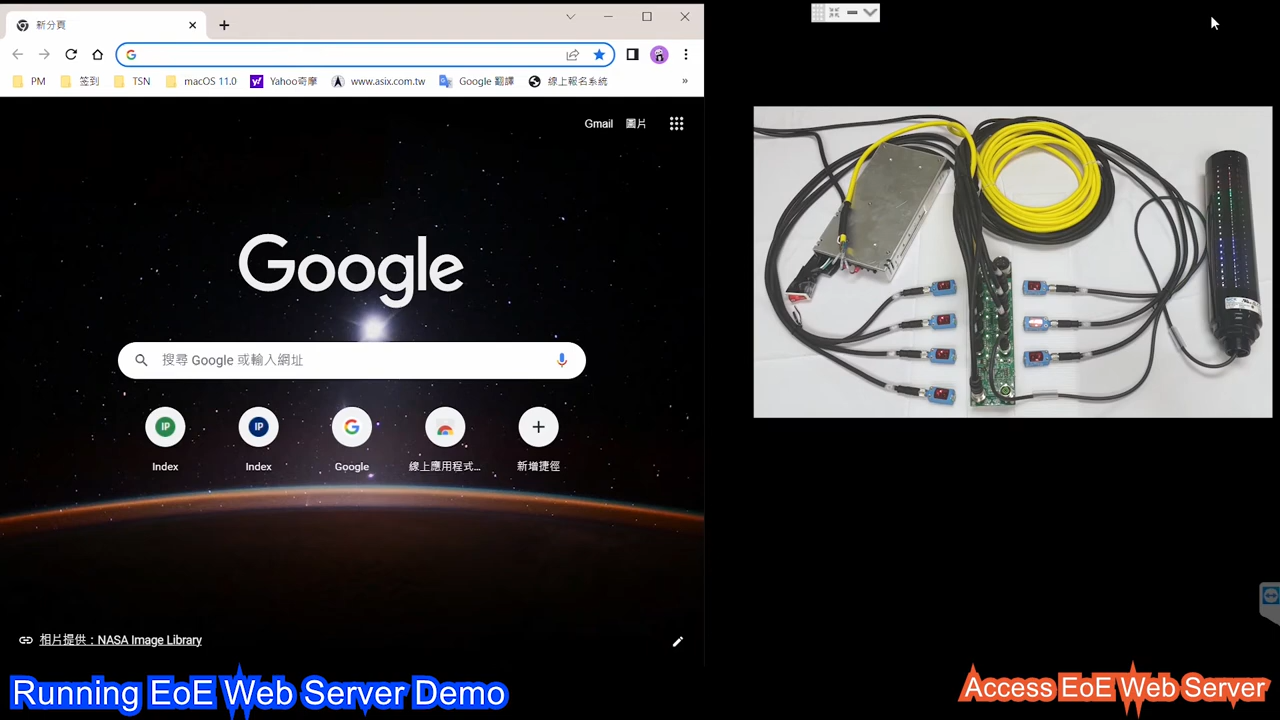 新分頁
PM
簽到
TSN
macOS 11.0
Yahoo奇摩
www.asix.com.tw
Google 翻譯
線上報名系統
»
Gmail 圖片
Google
搜尋 Google 或輸入網址
IP IP
Index Index Google 線上應用程式... 新增捷徑
相片提供：NASA Image Library
Running EoE Web Server Demo
Access EoE Web Server